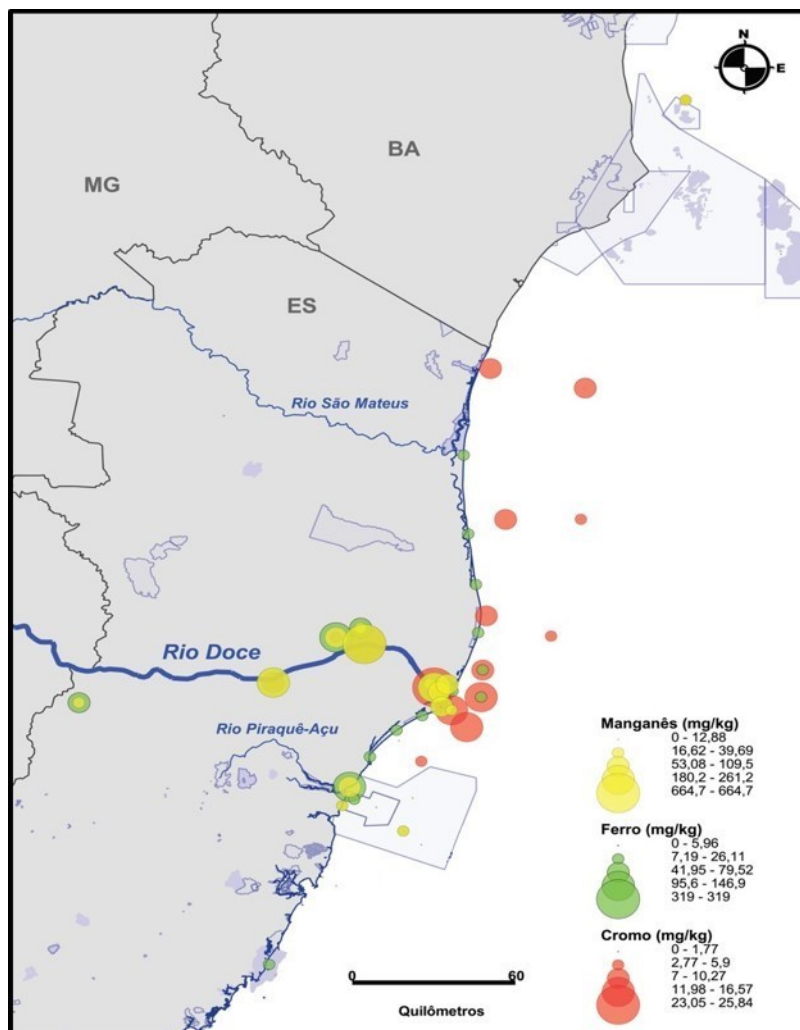 N
E
BA
MG
ES
Rio São Mateus
Rio Doce
Rio Piraquê-Açu
Manganês (mg/kg)
0 - 12,88
16,62 - 39,69
53,08 - 109,5
180,2 - 261,2
664,7 - 664,7
Ferro (mg/kg)
0 - 5,96
7,19 - 26,11
41,95 - 79,52
95,6 - 146,9
319 - 319
Cromo (mg/kg)
0 - 1,77
2,77 - 5,9
7 - 10,27
11,98 - 16,57
23,05 - 25,84
0 60
Quilômetros